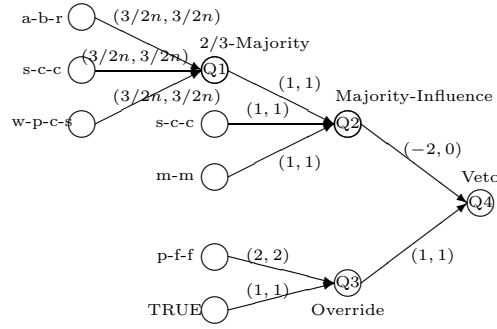 a-b-r
(3/2n, 3/2n)
2/3-Majority
s-c-c
(3/2n, 3/2n)
Q1
(3/2n, 3/2n)
(1, 1)
Majority-Influence
w-p-c-s
s-c-c
(1, 1)
Q2
(−2, 0)
m-m
(1, 1)
Veto
Q4
p-f-f
(2, 2)
(1, 1)
Q3
TRUE
(1, 1)
Override